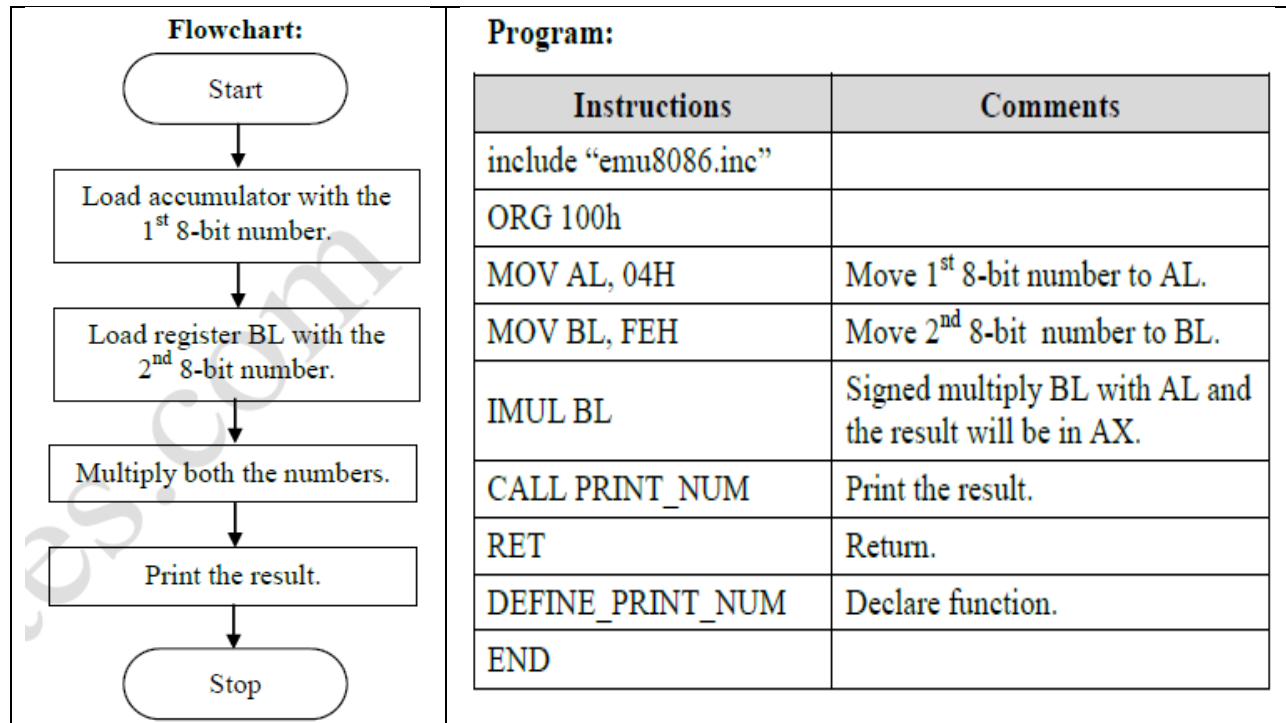 Flowchart:
Start
Load accumulator with the
1st 8-bit number.
Load register BL with the
2nd 8-bit number.
Multiply both the numbers.
Print the result.
Stop
tes.com
Program:
Instructions Comments
include “emu8086.inc”
ORG 100h
MOV AL, 04H Move 1st 8-bit number to AL.
MOV BL, FEH Move 2nd 8-bit number to BL.
IMUL BL Signed multiply BL with AL and
the result will be in AX.
CALL PRINT_NUM Print the result.
RET Return.
DEFINE_PRINT_NUM Declare function.
END